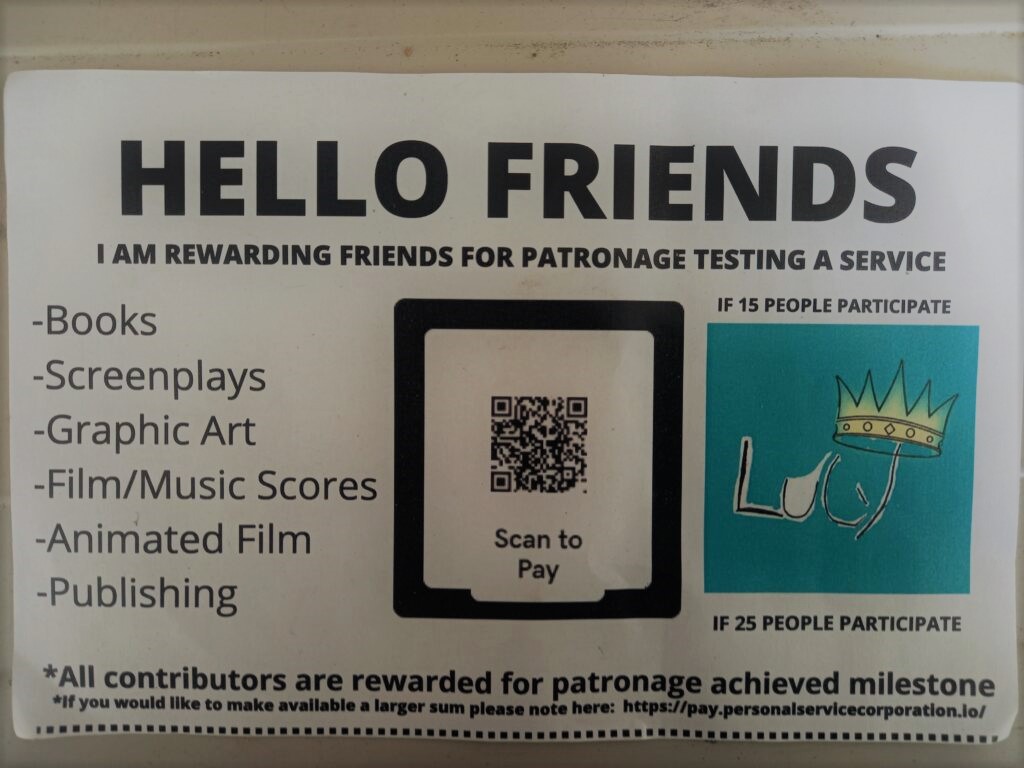 HELLO FRIENDS
I AM REWARDING FRIENDS FOR PATRONAGE TESTING A SERVICE
-Books
-Screenplays
-Graphic Art
-Film/Music Scores
-Animated Film
-Publishing
Scan to
Pay
IF 15 PEOPLE PARTICIPATE
LUCY
IF 25 PEOPLE PARTICIPATE
*All contributors are rewarded for patronage achieved milestone
*If you would like to make available a larger sum please note here: https://pay.personalservicecorporation.io/